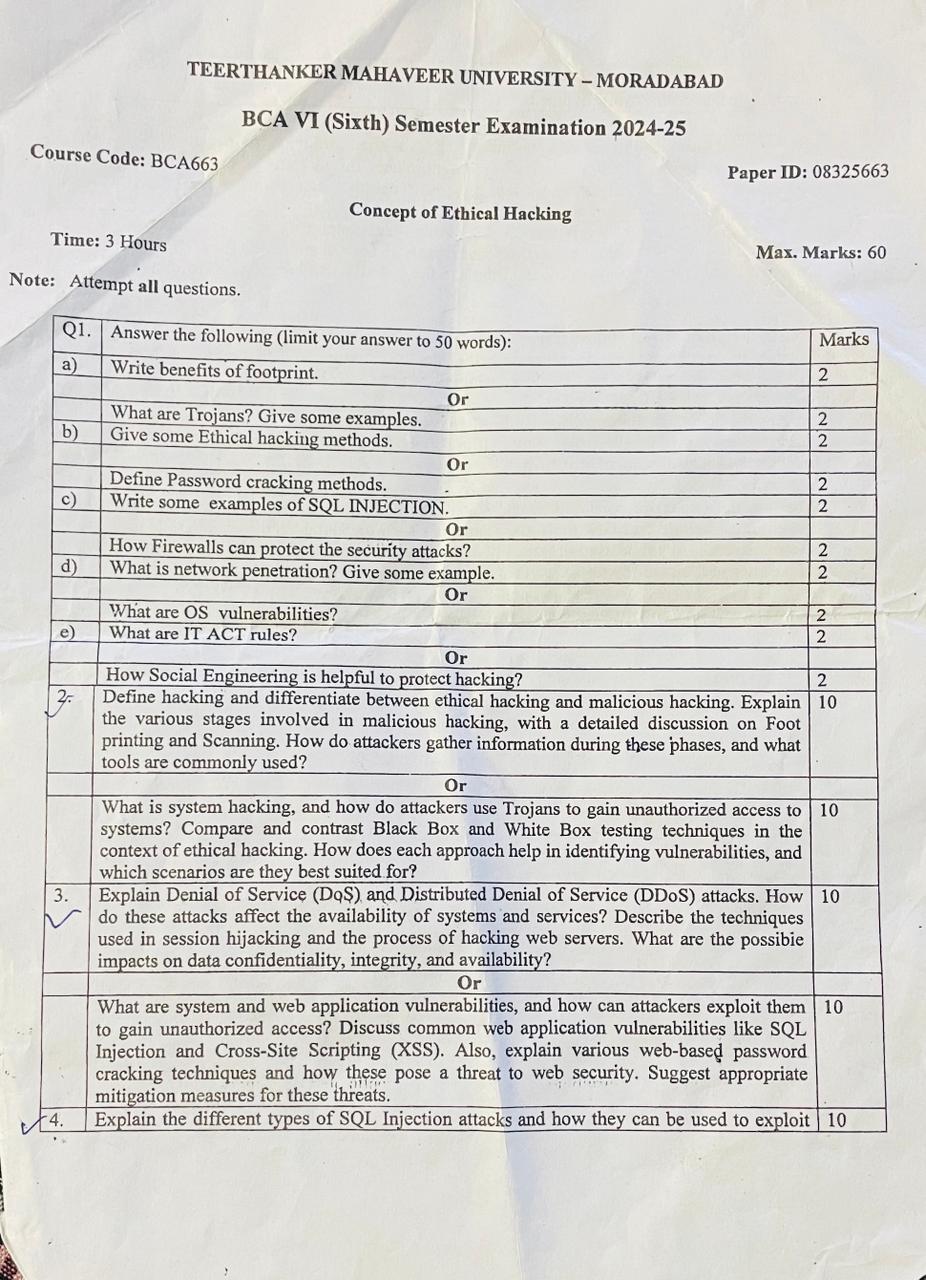 TEERTHANKER MAHAVEER UNIVERSITY – MORADABAD
BCA VI (Sixth) Semester Examination 2024-25
Course Code: BCA663
Paper ID: 08325663
Concept of Ethical Hacking
Time: 3 Hours
Max. Marks: 60
Note: Attempt all questions.
Q1. Answer the following (limit your answer to 50 words): Marks
a) Write benefits of footprint. 2
Or
What are Trojans? Give some examples. 2
b) Give some Ethical hacking methods. 2
Or
Define Password cracking methods. 2
c) Write some examples of SQL INJECTION. 2
Or
How Firewalls can protect the security attacks? 2
d) What is network penetration? Give some example. 2
Or
What are OS vulnerabilities? 2
e) What are IT ACT rules? 2
Or
How Social Engineering is helpful to protect hacking? 2
2. Define hacking and differentiate between ethical hacking and malicious hacking. Explain 10
the various stages involved in malicious hacking, with a detailed discussion on Foot
printing and Scanning. How do attackers gather information during these phases, and what
tools are commonly used?
Or
What is system hacking, and how do attackers use Trojans to gain unauthorized access to 10
systems? Compare and contrast Black Box and White Box testing techniques in the
context of ethical hacking. How does each approach help in identifying vulnerabilities, and
which scenarios are they best suited for?
3. Explain Denial of Service (DoS) and Distributed Denial of Service (DDoS) attacks. How 10
do these attacks affect the availability of systems and services? Describe the techniques
used in session hijacking and the process of hacking web servers. What are the possible
impacts on data confidentiality, integrity, and availability?
Or
What are system and web application vulnerabilities, and how can attackers exploit them 10
to gain unauthorized access? Discuss common web application vulnerabilities like SQL
Injection and Cross-Site Scripting (XSS). Also, explain various web-based password
cracking techniques and how these pose a threat to web security. Suggest appropriate
mitigation measures for these threats.
4. Explain the different types of SQL Injection attacks and how they can be used to exploit 10